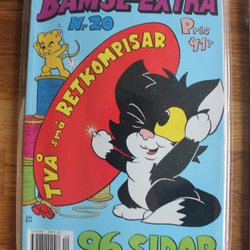 BAMSE-EXTRA
Nr 20
Pris
41:-
TVÅ små RETKOMPISAR
96 SIDOR